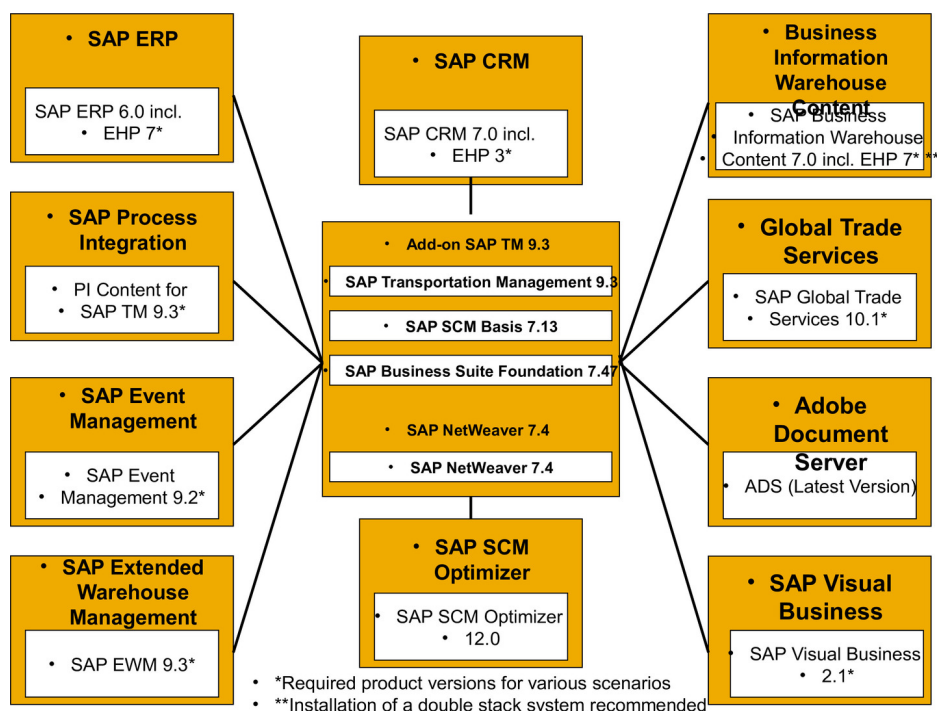 • SAP ERP
SAP ERP 6.0 incl.
• EHP 7*
• SAP Process
Integration
• PI Content for
• SAP TM 9.3*
• SAP Event
Management
• SAP Event
• Management 9.2*
• SAP Extended
Warehouse
Management
• SAP EWM 9.3*
• SAP CRM
SAP CRM 7.0 incl.
• EHP 3*
• Add-on SAP TM 9.3
• SAP Transportation Management 9.3
• SAP SCM Basis 7.13
• SAP Business Suite Foundation 7.47
• SAP NetWeaver 7.4
• SAP NetWeaver 7.4
• SAP SCM
Optimizer
• SAP SCM Optimizer
• 12.0
• Business
Information
Warehouse
Content
• SAP Business
• Information Warehouse
• Content 7.0 incl. EHP 7* **
• Global Trade
Services
• SAP Global Trade
• Services 10.1*
• Adobe
Document
Server
• ADS (Latest Version)
• SAP Visual
Business
• SAP Visual Business
• 2.1*
• *Required product versions for various scenarios
• **Installation of a double stack system recommended